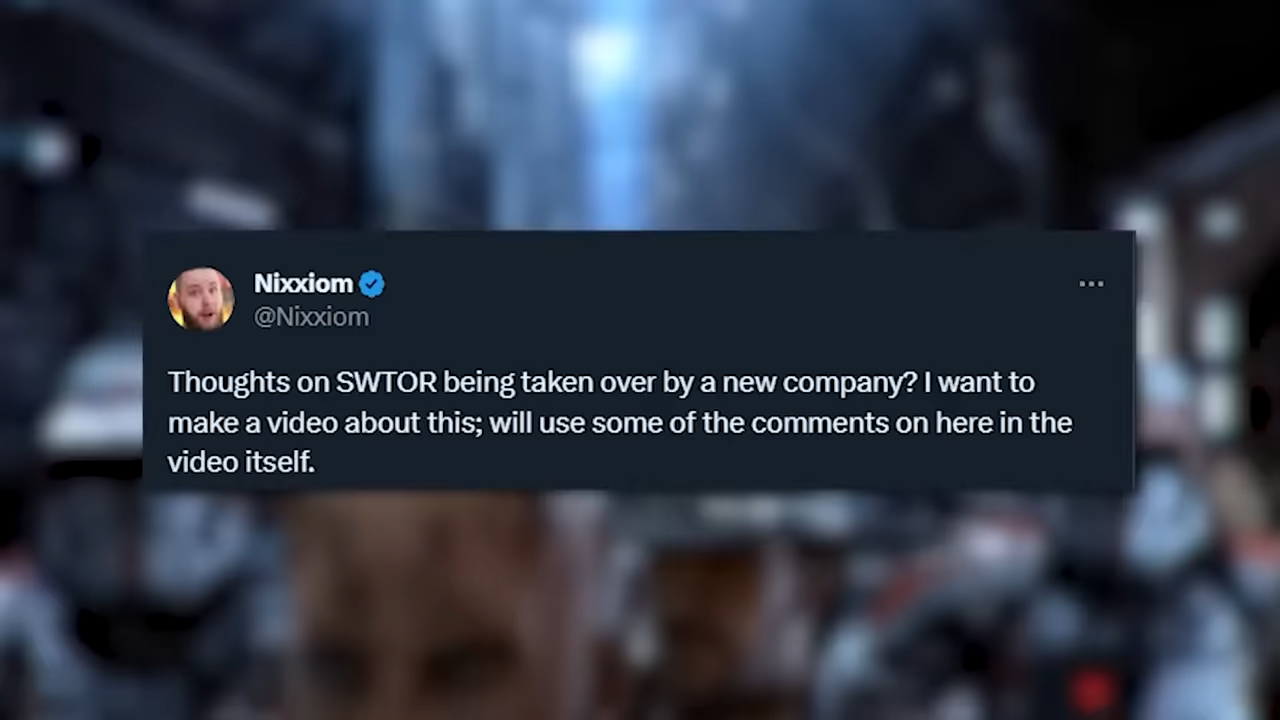 Nixxiom
@Nixxiom
Thoughts on SWTOR being taken over by a new company? I want to
make a video about this; will use some of the comments on here in the
video itself.